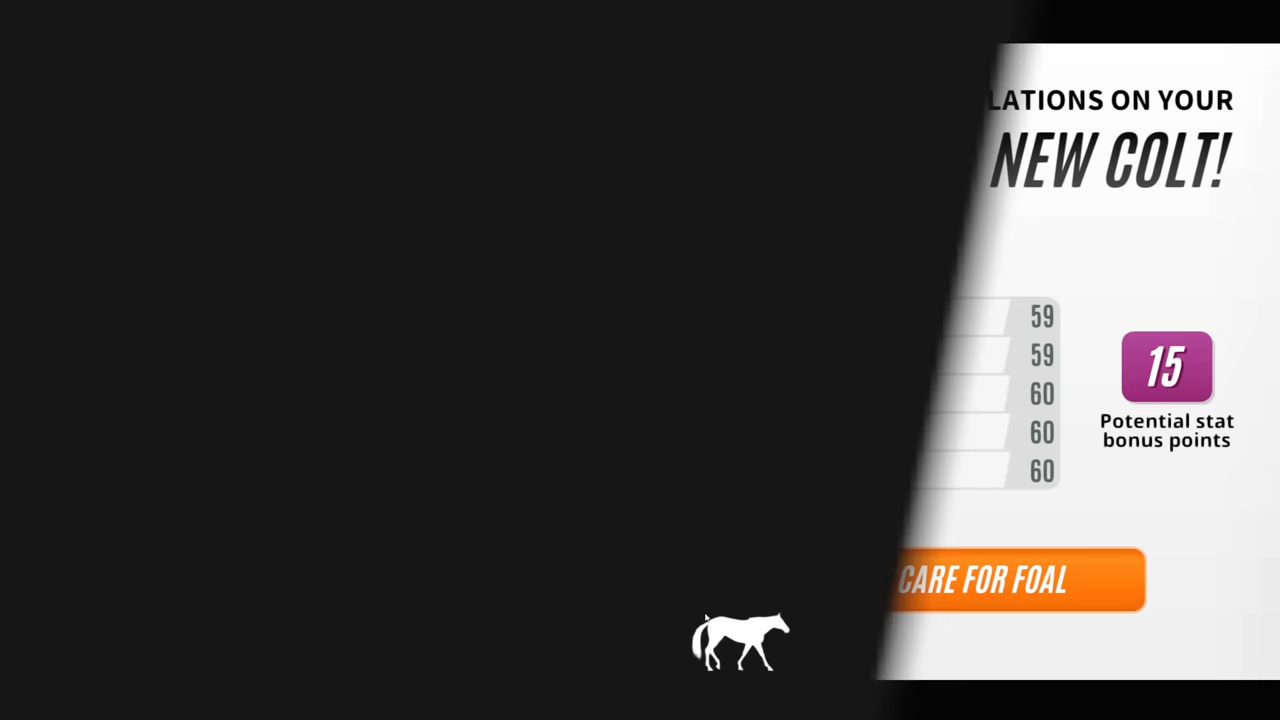 LATIONS ON YOUR
NEW COLT!
59
59
60
60
60
15
Potential stat
bonus points
CARE FOR FOAL